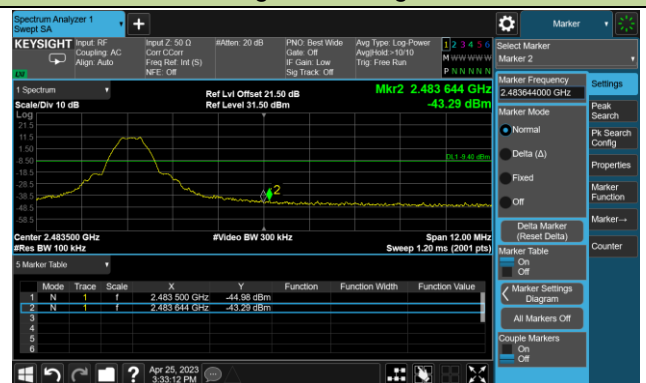 Spectrum Analyzer 1
Swept SA
+
Marker
KEYSIGHT
Input: RF
Coupling: AC
Align: Auto
Input Z: 50 Ω
Corr CCorr
Freq Ref: Int (S)
NFE: Off
#Atten: 20 dB
PNO: Best Wide
Gate: Off
IF Gain: Low
Sig Track: Off
Avg Type: Log-Power
Avg|Hold:>10/10
Trig: Free Run
1 2 3 4 5 6
M W W W W W
P N N N N N
LXI
Select Marker
Marker 2
1 Spectrum
Scale/Div 10 dB
Ref Lvl Offset 21.50 dB
Ref Level 31.50 dBm
Mkr2 2.483 644 GHz
-43.29 dBm
Log
21.5
11.5
1.50
-8.50
-18.5
-28.5
-38.5
-48.5
-58.5
DL1 -9.40 dBm
2
Center 2.483500 GHz
#Res BW 100 kHz
#Video BW 300 kHz
Span 12.00 MHz
Sweep 1.20 ms (2001 pts)
5 Marker Table
Mode Trace Scale X Y Function Function Width Function Value
1 N 1 f 2.483 500 GHz -44.98 dBm
2 N 1 f 2.483 644 GHz -43.29 dBm
3
4
5
6
Marker Frequency
2.483644000 GHz
Marker Mode
Normal
Delta (Δ)
Fixed
Off
Delta Marker
(Reset Delta)
Marker Table
On
Off
Marker Settings
Diagram
All Markers Off
Couple Markers
On
Off
Settings
Peak
Search
Pk Search
Config
Properties
Marker
Function
Marker→
Counter
?
Apr 25, 2023
3:33:12 PM